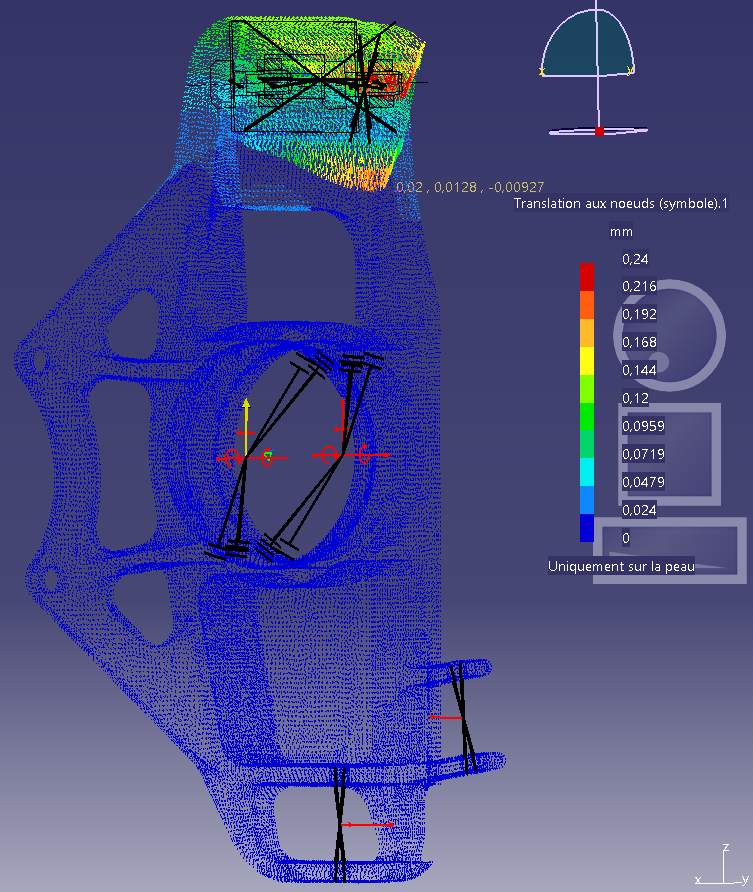 x
y
0,02 , 0,0128 , -0,00927
Translation aux noeuds (symbole).1
mm
0,24
0,216
0,192
0,168
0,144
0,12
0,0959
0,0719
0,0479
0,024
0
Uniquement sur la peau
z
x
y